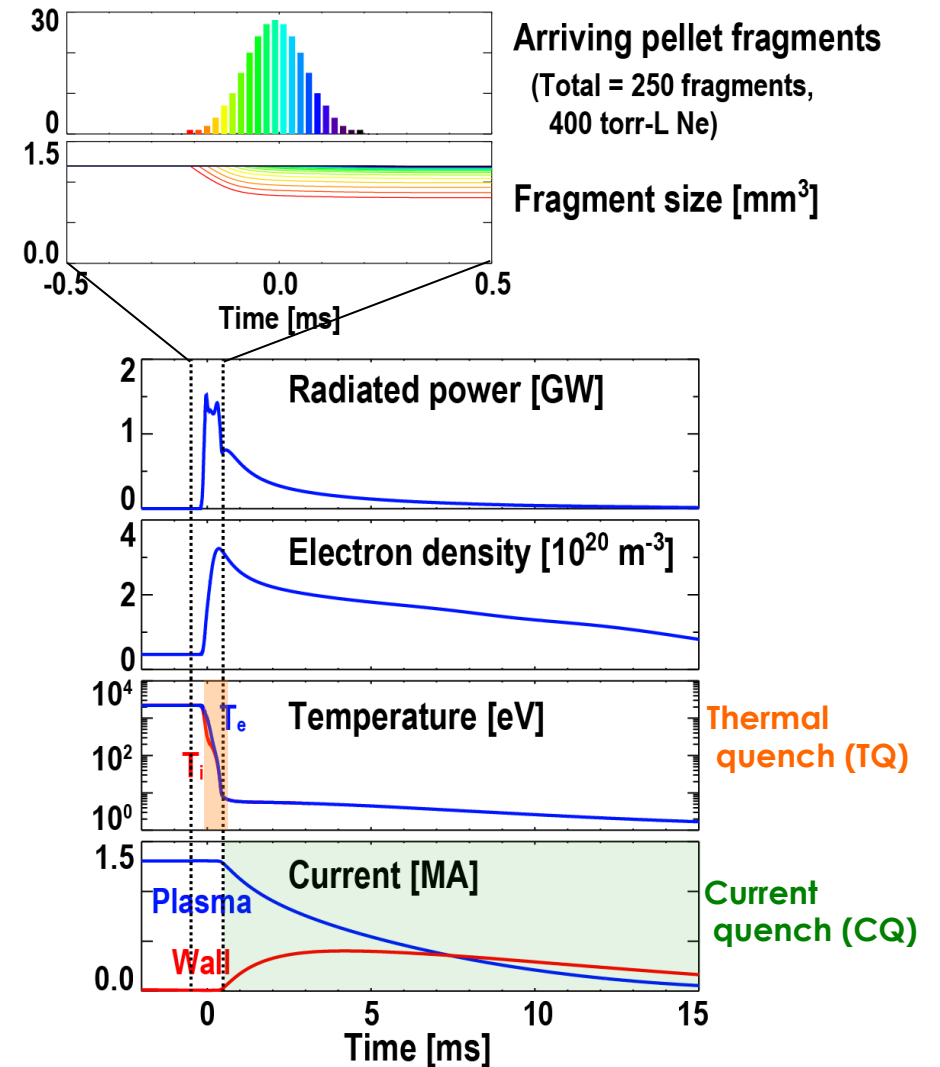 30
0
Arriving pellet fragments
(Total = 250 fragments,
400 torr-L Ne)
1.5
0.0
Fragment size [mm³]
-0.5 0.0 0.5
Time [ms]
2
1
0
Radiated power [GW]
4
2
0
Electron density [10²⁰ m⁻³]
10⁴
10²
10⁰
Tₑ
Tᵢ
Temperature [eV]
Thermal
quench (TQ)
1.5
0.0
Current [MA]
Plasma
Wall
Current
quench (CQ)
0 5 10 15
Time [ms]